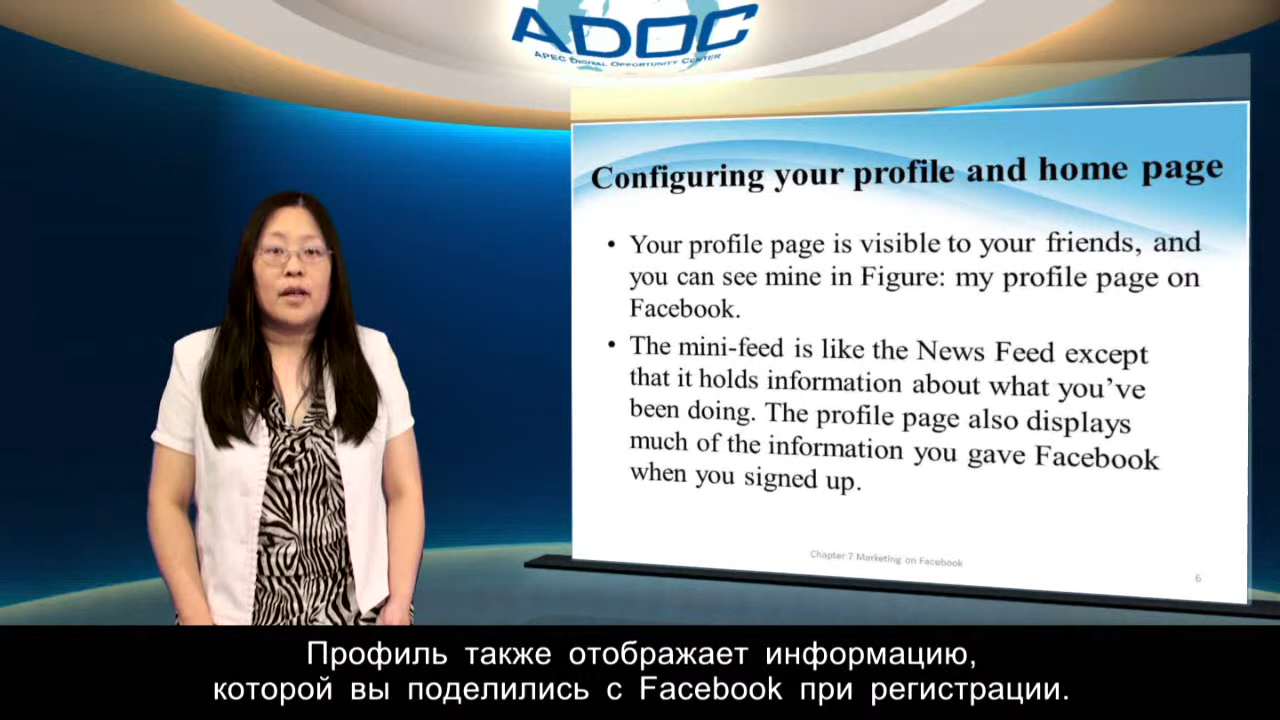 ADOC
APEC DIGITAL OPPORTUNITY CENTER
Configuring your profile and home page
• Your profile page is visible to your friends, and
you can see mine in Figure: my profile page on
Facebook.
• The mini-feed is like the News Feed except
that it holds information about what you've
been doing. The profile page also displays
much of the information you gave Facebook
when you signed up.
Chapter 7 Marketing on Facebook
6
Профиль также отображает информацию,
которой вы поделились с Facebook при регистрации.